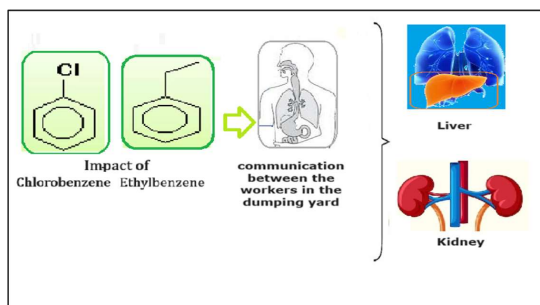 Cl
Impact of
Chlorobenzene Ethylbenzene
communication
between the
workers in the
dumping yard
Liver
Kidney